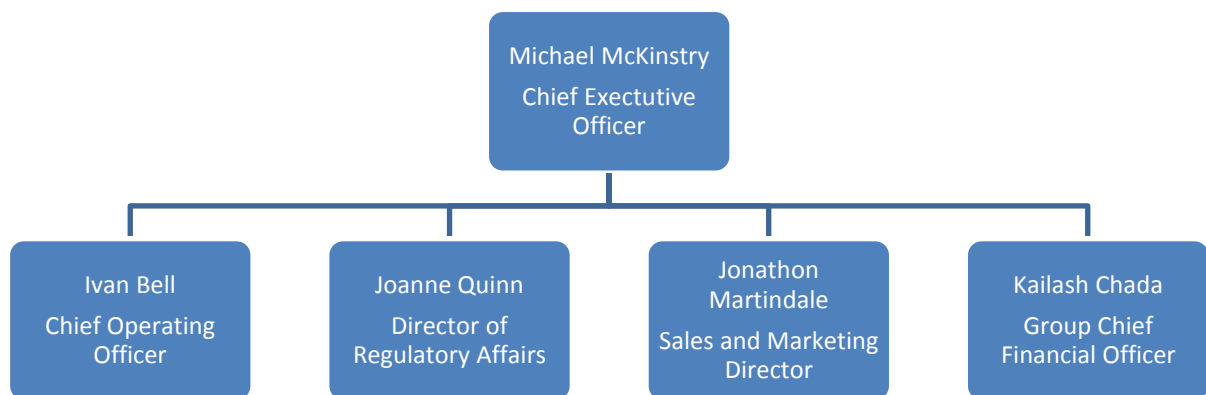 Michael McKinstry
Chief Exectutive
Officer
Ivan Bell
Chief Operating
Officer
Joanne Quinn
Director of
Regulatory Affairs
Jonathon
Martindale
Sales and Marketing
Director
Kailash Chada
Group Chief
Financial Officer